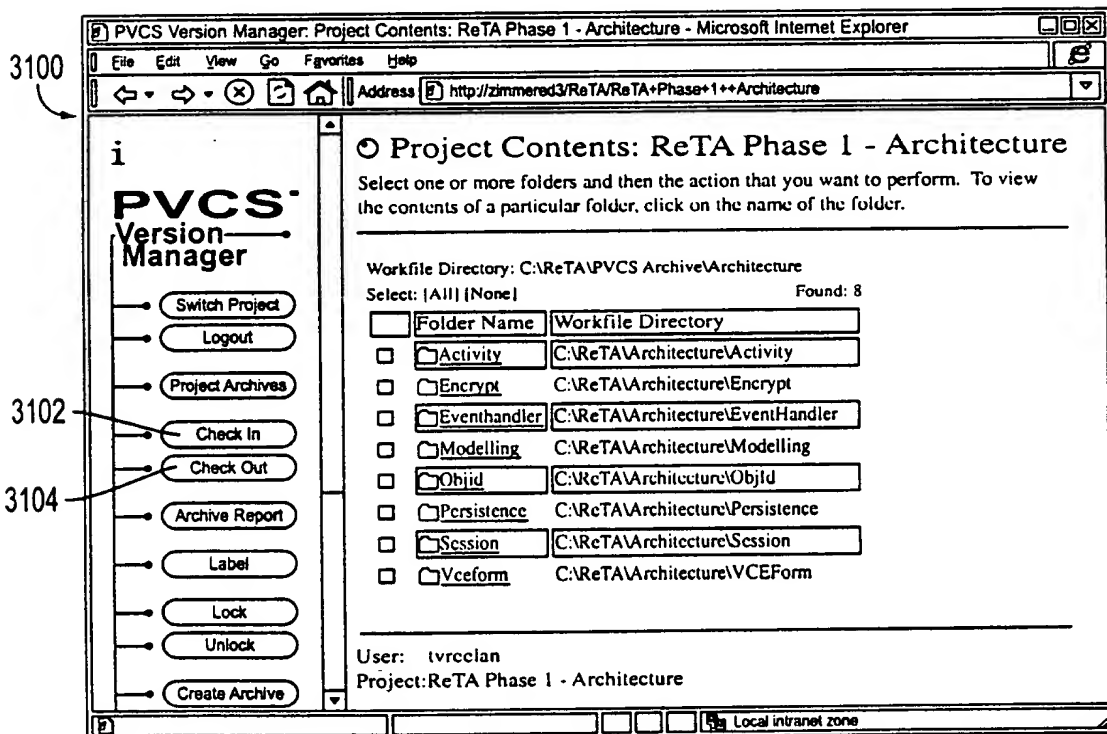 PVCS Version Manager: Project Contents: ReTA Phase 1 - Architecture - Microsoft Internet Explorer
File Edit View Go Favorites Help
Address http://zimmered3/ReTA/ReTA+Phase+1++Architecture
3100
i
PVCS
Version
Manager
Switch Project
Logout
Project Archives
3102
Check In
Check Out
3104
Archive Report
Label
Lock
Unlock
Create Archive
Project Contents: ReTA Phase 1 - Architecture
Select one or more folders and then the action that you want to perform. To view
the contents of a particular folder, click on the name of the folder.
Workfile Directory: C:\ReTA\PVCS Archive\Architecture
Select: [All] [None] Found: 8
Folder Name Workfile Directory
Activity C:\ReTA\Architecture\Activity
Encrypt C:\ReTA\Architecture\Encrypt
Eventhandler C:\ReTA\Architecture\EventHandler
Modelling C:\ReTA\Architecture\Modelling
Objid C:\ReTA\Architecture\ObjId
Persistence C:\ReTA\Architecture\Persistence
Session C:\ReTA\Architecture\Session
Vceform C:\ReTA\Architecture\VCEForm
User:
Project:ReTA Phase 1 - Architecture
Local intranet zone